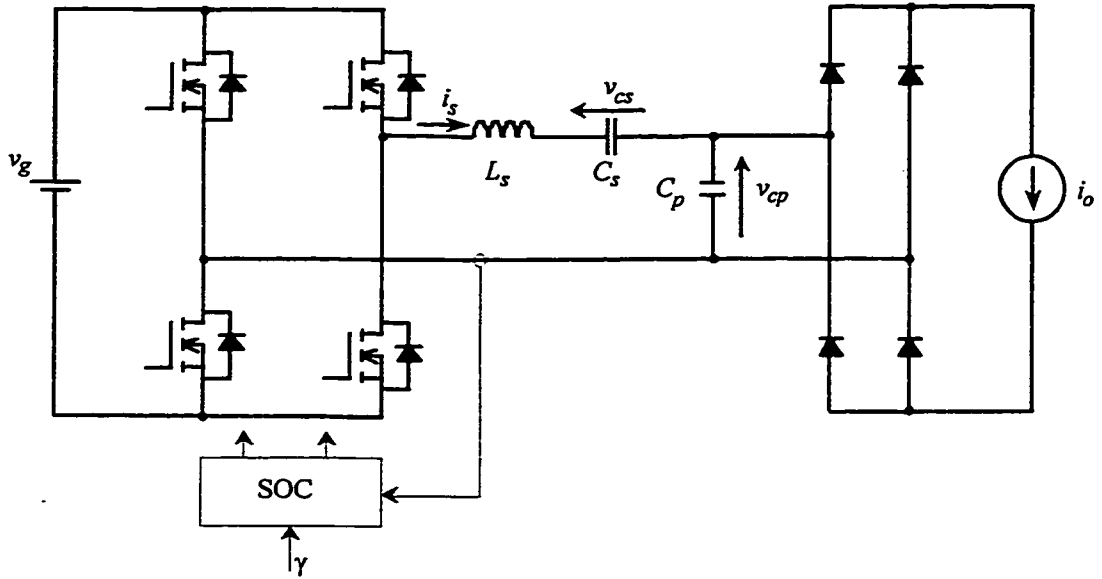 v_g
i_s
L_s
v_cs
C_s
C_p
v_cp
i_o
SOC
γ